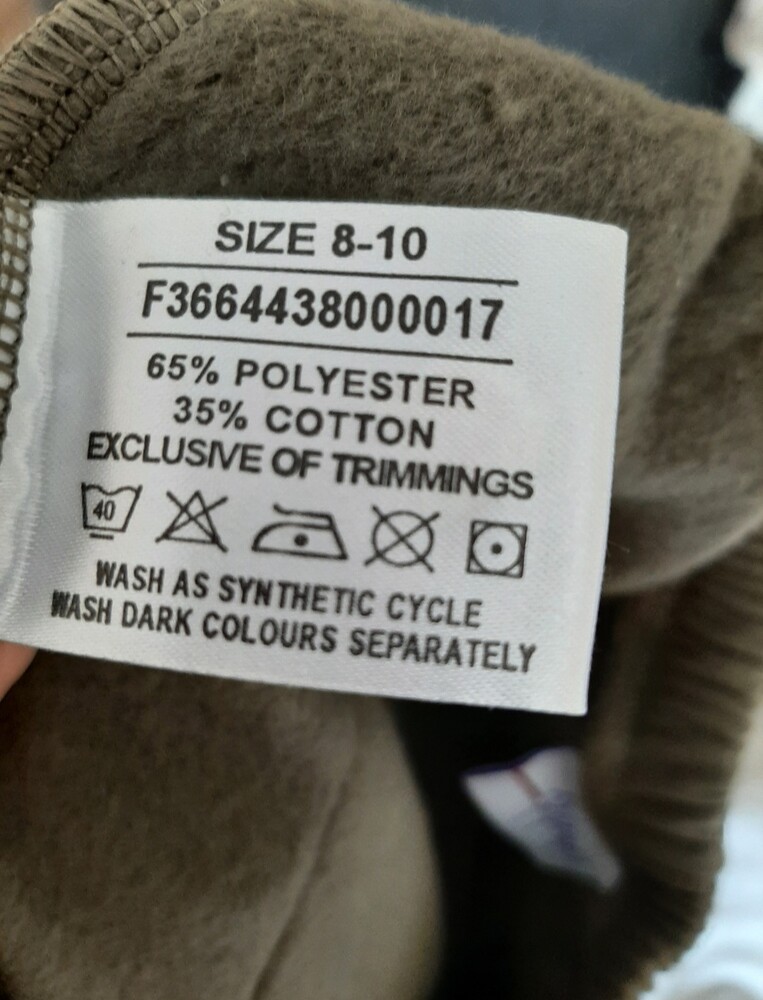 SIZE 8-10
F3664438000017
65% POLYESTER
35% COTTON
EXCLUSIVE OF TRIMMINGS
40
WASH AS SYNTHETIC CYCLE
WASH DARK COLOURS SEPARATELY